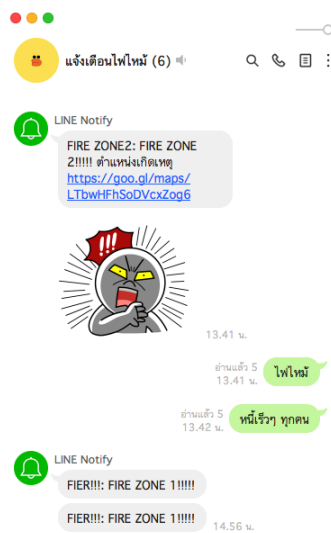 แจ้งเตือนไฟไหม้ (6)
LINE Notify
FIRE ZONE2: FIRE ZONE
2!!!!! ตำแหน่งเกิดเหตุ
https://goo.gl/maps/
LTbwHFhSoDVcxZog6
!!!
13.41 น.
อ่านแล้ว 5
13.41 น.
ไฟไหม้
อ่านแล้ว 5
13.42 น.
หนีเร็วๆ ทุกคน
LINE Notify
FIER!!!: FIRE ZONE 1!!!!!
FIER!!!: FIRE ZONE 1!!!!!
14.56 น.